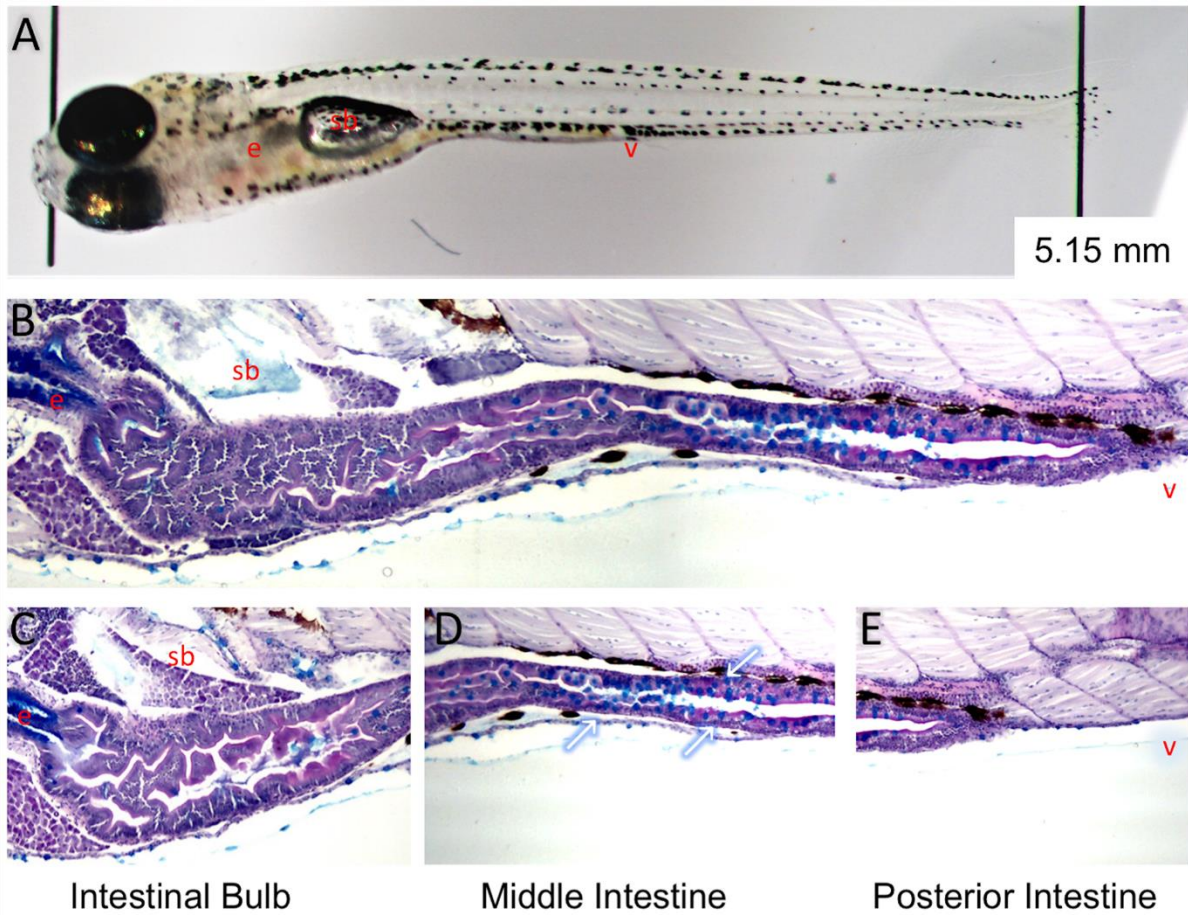 A
sb
e
v
5.15 mm
B
sb
e
v
C
sb
e
D
E
v
Intestinal Bulb
Middle Intestine
Posterior Intestine